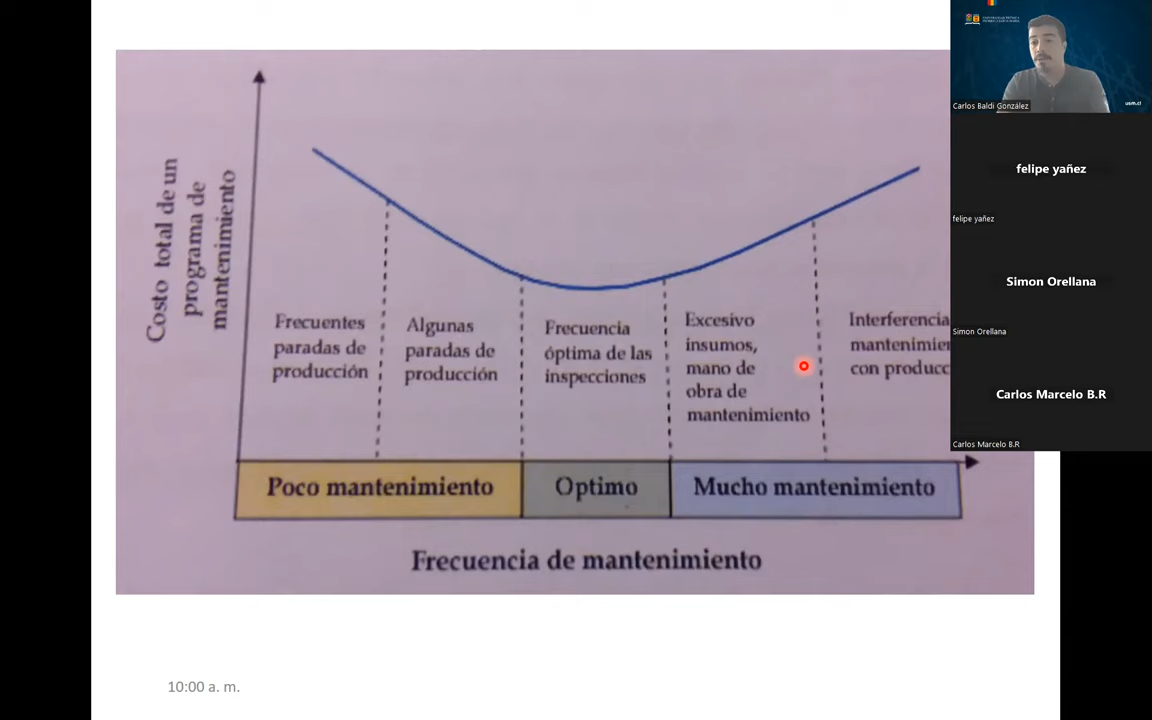 Costo total de un
programa de
mantenimiento
Frecuentes
paradas de
producción
Algunas
paradas de
producción
Frecuencia
óptima de las
inspecciones
Excesivo
insumos,
mano de
obra de
mantenimiento
Interferencia
con
Poco mantenimiento
Optimo
Mucho mantenimiento
Frecuencia de mantenimiento
10:00 a. m.
usm.cl
Carlos Baldi González
felipe yañez
felipe yañez
Simon Orellana
Simon Orellana
Carlos Marcelo B.R
Carlos Marcelo B.R